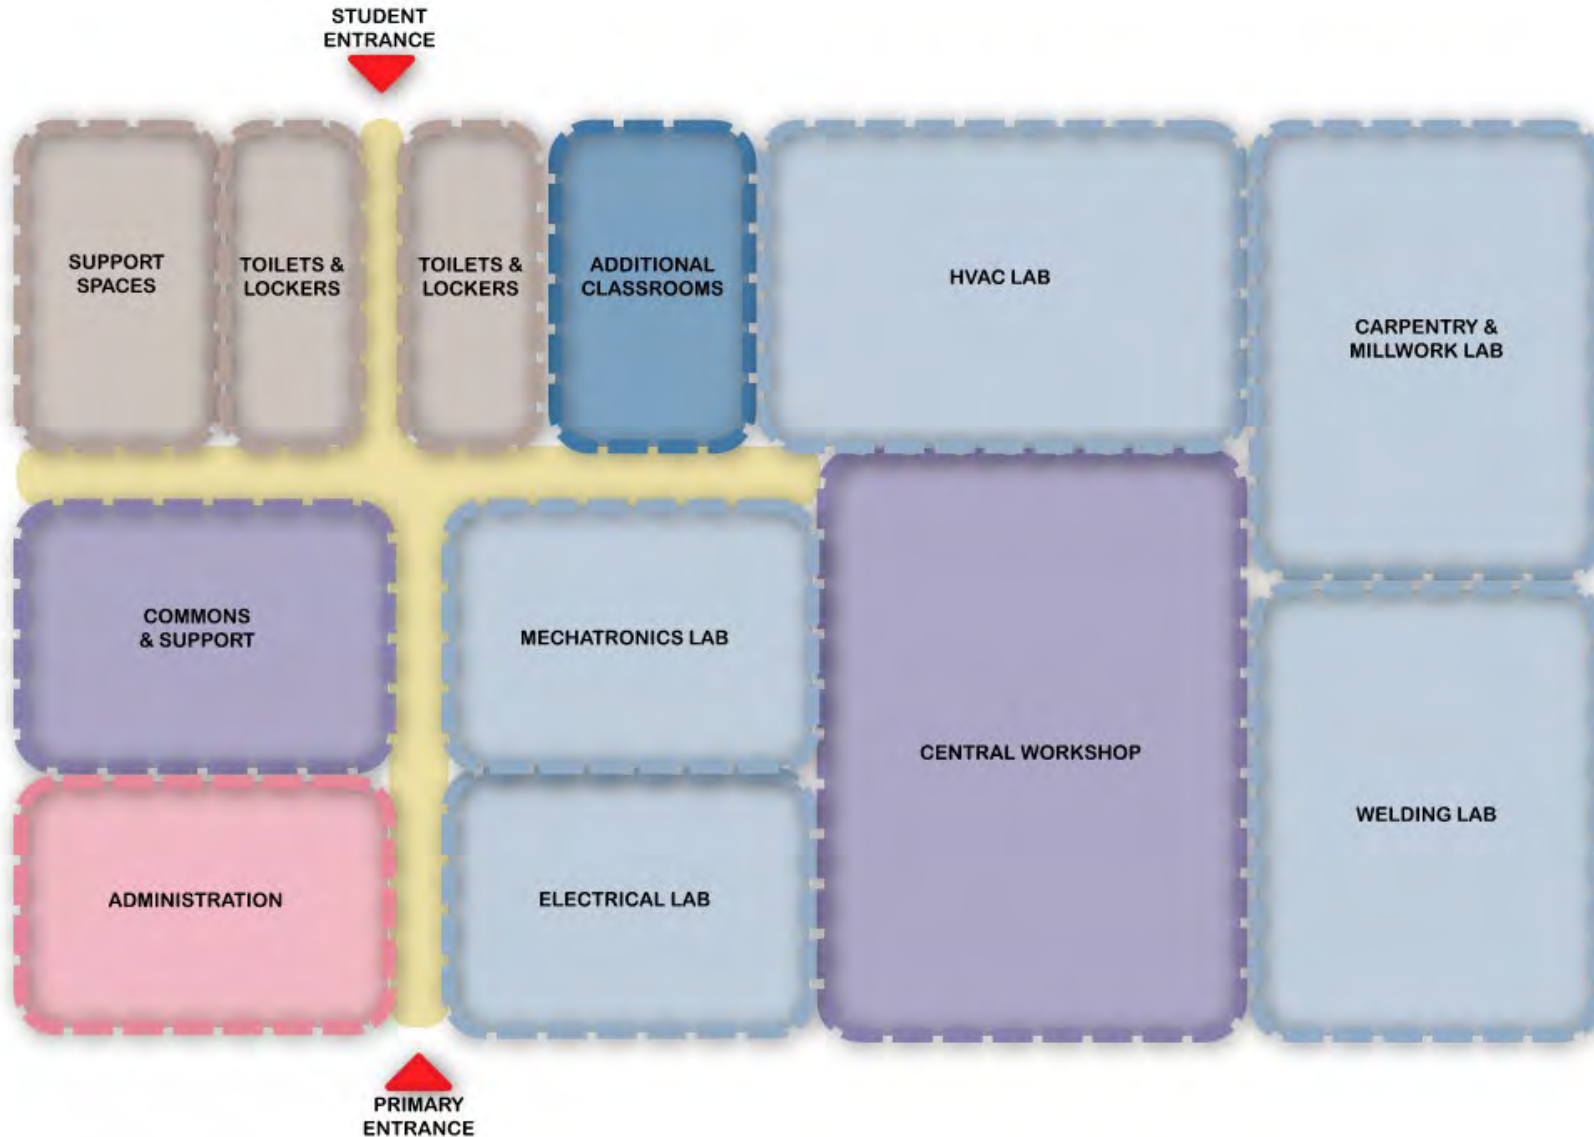 STUDENT
ENTRANCE
SUPPORT
SPACES
TOILETS &
LOCKERS
TOILETS &
LOCKERS
ADDITIONAL
CLASSROOMS
HVAC LAB
CARPENTRY &
MILLWORK LAB
COMMONS
& SUPPORT
MECHATRONICS LAB
CENTRAL WORKSHOP
WELDING LAB
ADMINISTRATION
ELECTRICAL LAB
PRIMARY
ENTRANCE